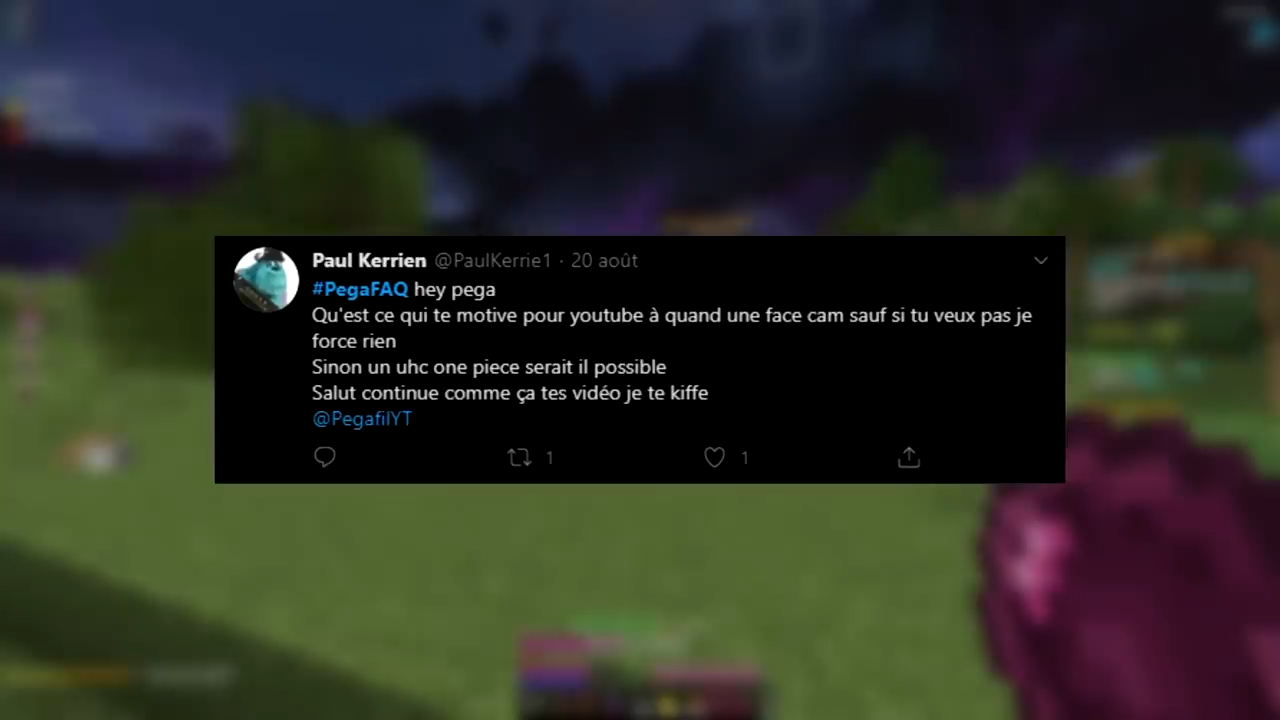 Paul Kerrien @PaulKerrie1 · 20 août
#PegaFAQ hey pega
Qu'est ce qui te motive pour youtube à quand une face cam sauf si tu veux pas je
force rien
Sinon un uhc one piece serait il possible
Salut continue comme ça tes vidéo je te kiffe
@PegafilYT
1 1